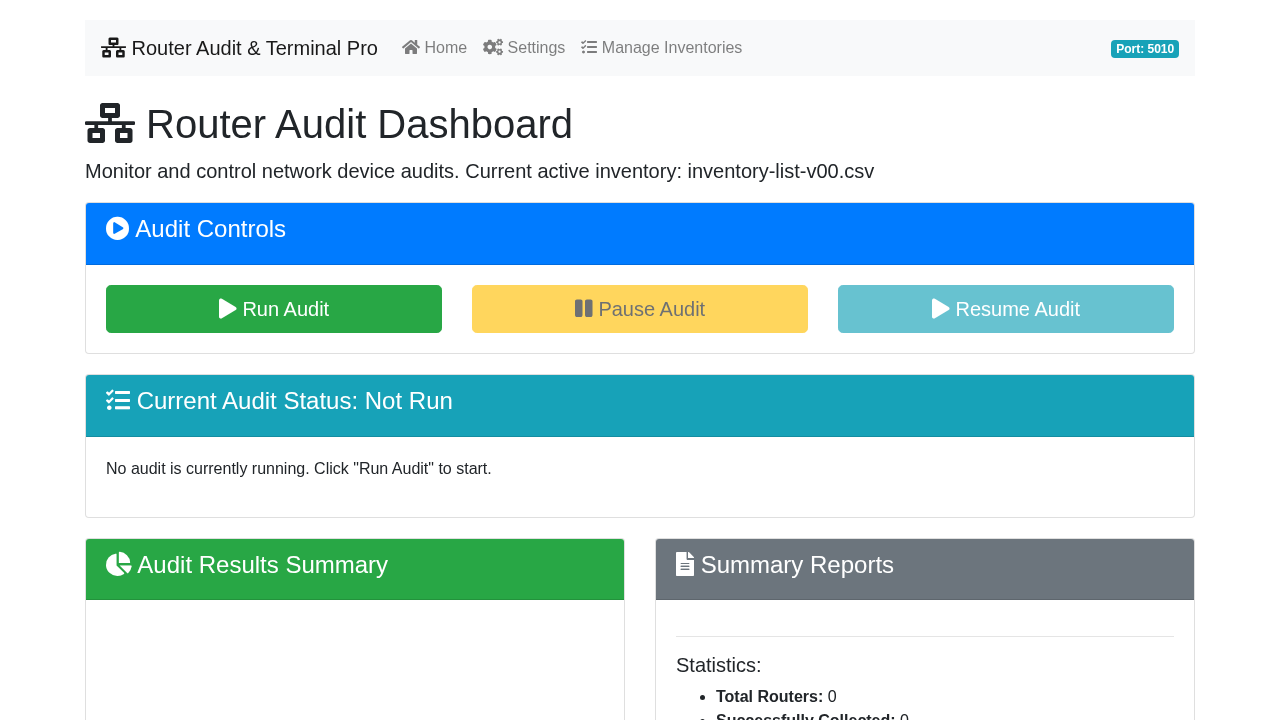 Router Audit & Terminal Pro
Home
Settings
Manage Inventories
Port: 5010
Router Audit Dashboard
Monitor and control network device audits. Current active inventory: inventory-list-v00.csv
Audit Controls
Run Audit
Pause Audit
Resume Audit
Current Audit Status: Not Run
No audit is currently running. Click "Run Audit" to start.
Audit Results Summary
Summary Reports
Statistics:
Total Routers: 0
Successfully Collected: 0